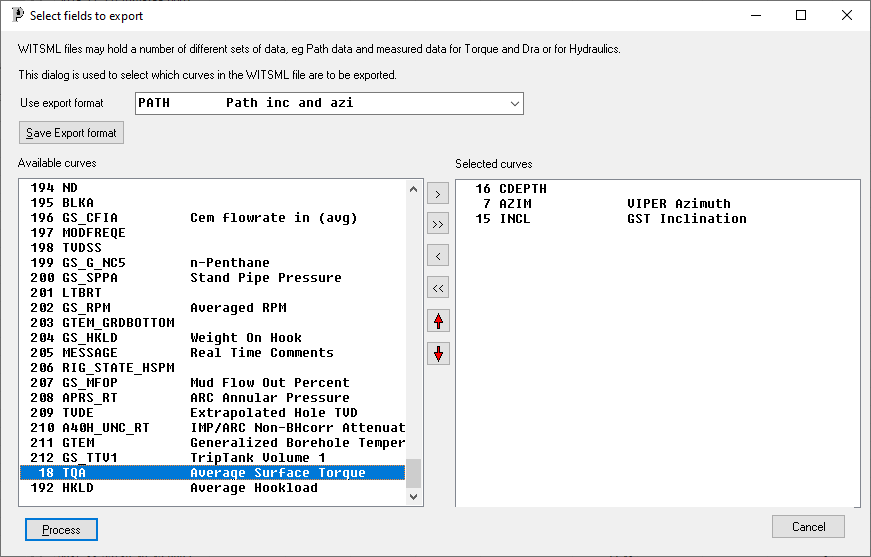 Select fields to export
WITSML files may hold a number of different sets of data, eg Path data and measured data for Torque and Dra or for Hydraulics.
This dialog is used to select which curves in the WITSML file are to be exported.
Use export format
PATH Path inc and azi
Save Export format
Available curves
194 ND
195 BLKA
196 GS_CFIA Cem flowrate in (avg)
197 MODFREQE
198 TVDSS
199 GS_G_NC5 n-Penthane
200 GS_SPPA Stand Pipe Pressure
201 LTBRT
202 GS_RPM Averaged RPM
203 GTEM_GRDBOTTOM
204 GS_HKLD Weight On Hook
205 MESSAGE Real Time Comments
206 RIG_STATE_HSPM
207 GS_MFOP Mud Flow Out Percent
208 APRS_RT ARC Annular Pressure
209 TVDE Extrapolated Hole TVD
210 A40H_UNC_RT IMP/ARC Non-BHcorr Attenuat
211 GTEM Generalized Borehole Temper
212 GS_TTV1 TripTank Volume 1
18 TQA Average Surface Torque
192 HKLD Average Hookload
>
>>
<
<<
Selected curves
16 CDEPTH
7 AZIM VIPER Azimuth
15 INCL GST Inclination
Process
Cancel